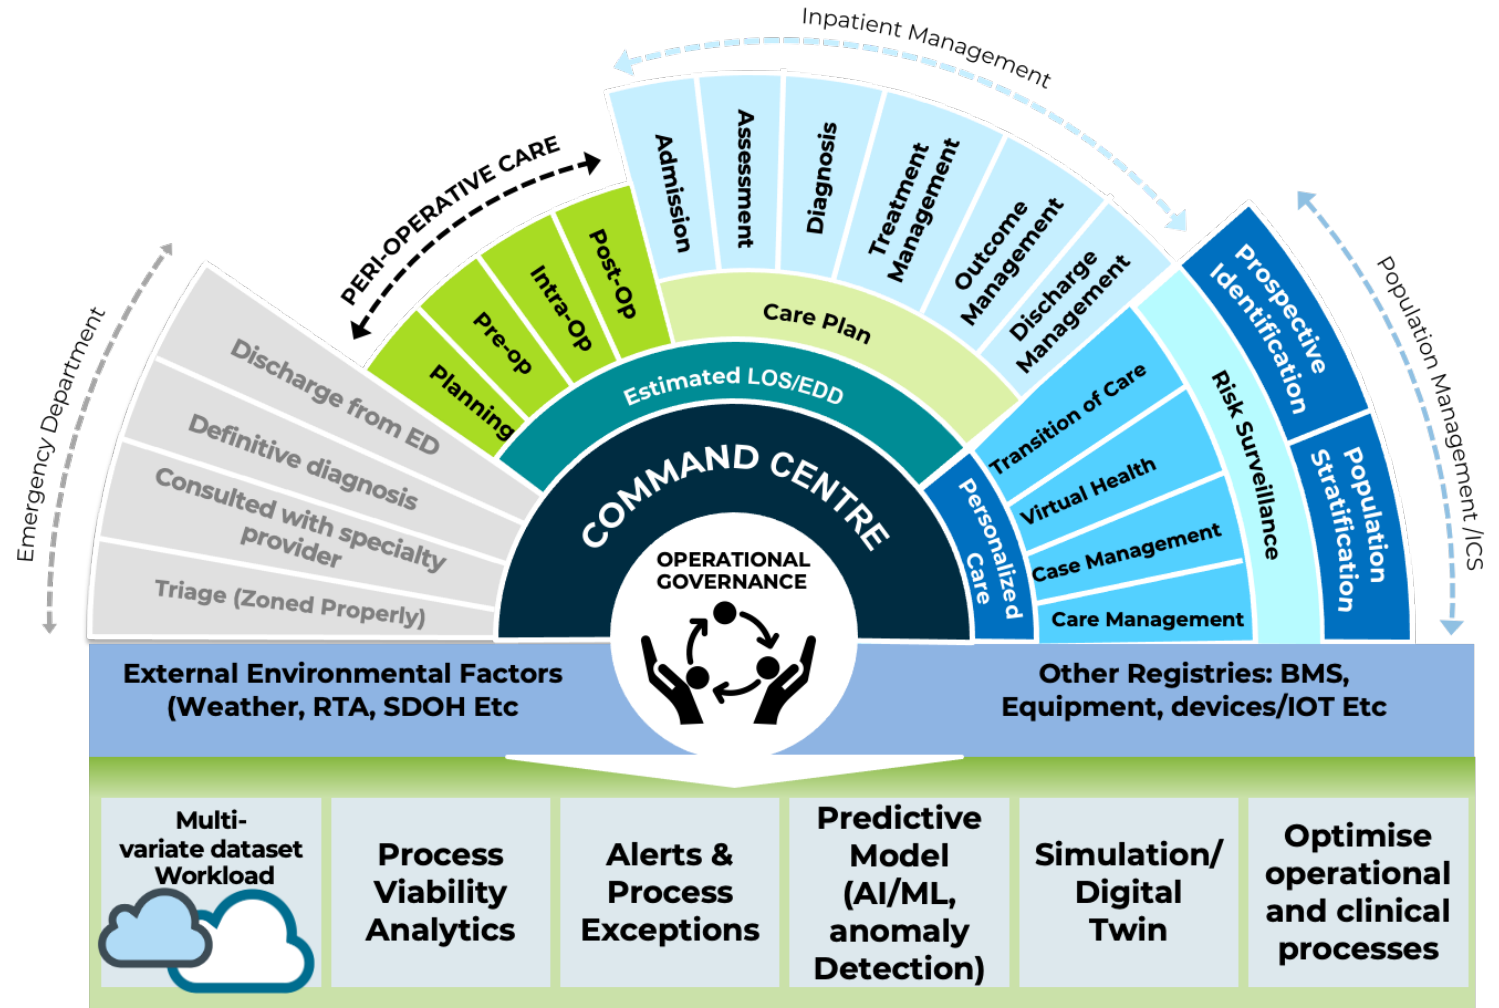 Inpatient Management
PERI-OPERATIVE CARE
Emergency Department
Population Management /ICS
Discharge from ED
Definitive diagnosis
Consulted with specialty
provider
Triage (Zoned Properly)
Planning
Pre-op
Intra-Op
Post-Op
Admission
Assessment
Diagnosis
Treatment
Management
Outcome
Management
Discharge
Management
Care Plan
Estimated LOS/EDD
COMMAND CENTRE
Personalized
Care
Transition of Care
Virtual Health
Case Management
Care Management
Risk Surveillance
Prospective
Identification
Population
Stratification
OPERATIONAL
GOVERNANCE
External Environmental Factors
(Weather, RTA, SDOH Etc
Other Registries: BMS,
Equipment, devices/IOT Etc
Multi-
variate dataset
Workload
Process
Viability
Analytics
Alerts &
Process
Exceptions
Predictive
Model
(AI/ML,
anomaly
Detection)
Simulation/
Digital
Twin
Optimise
operational
and clinical
processes